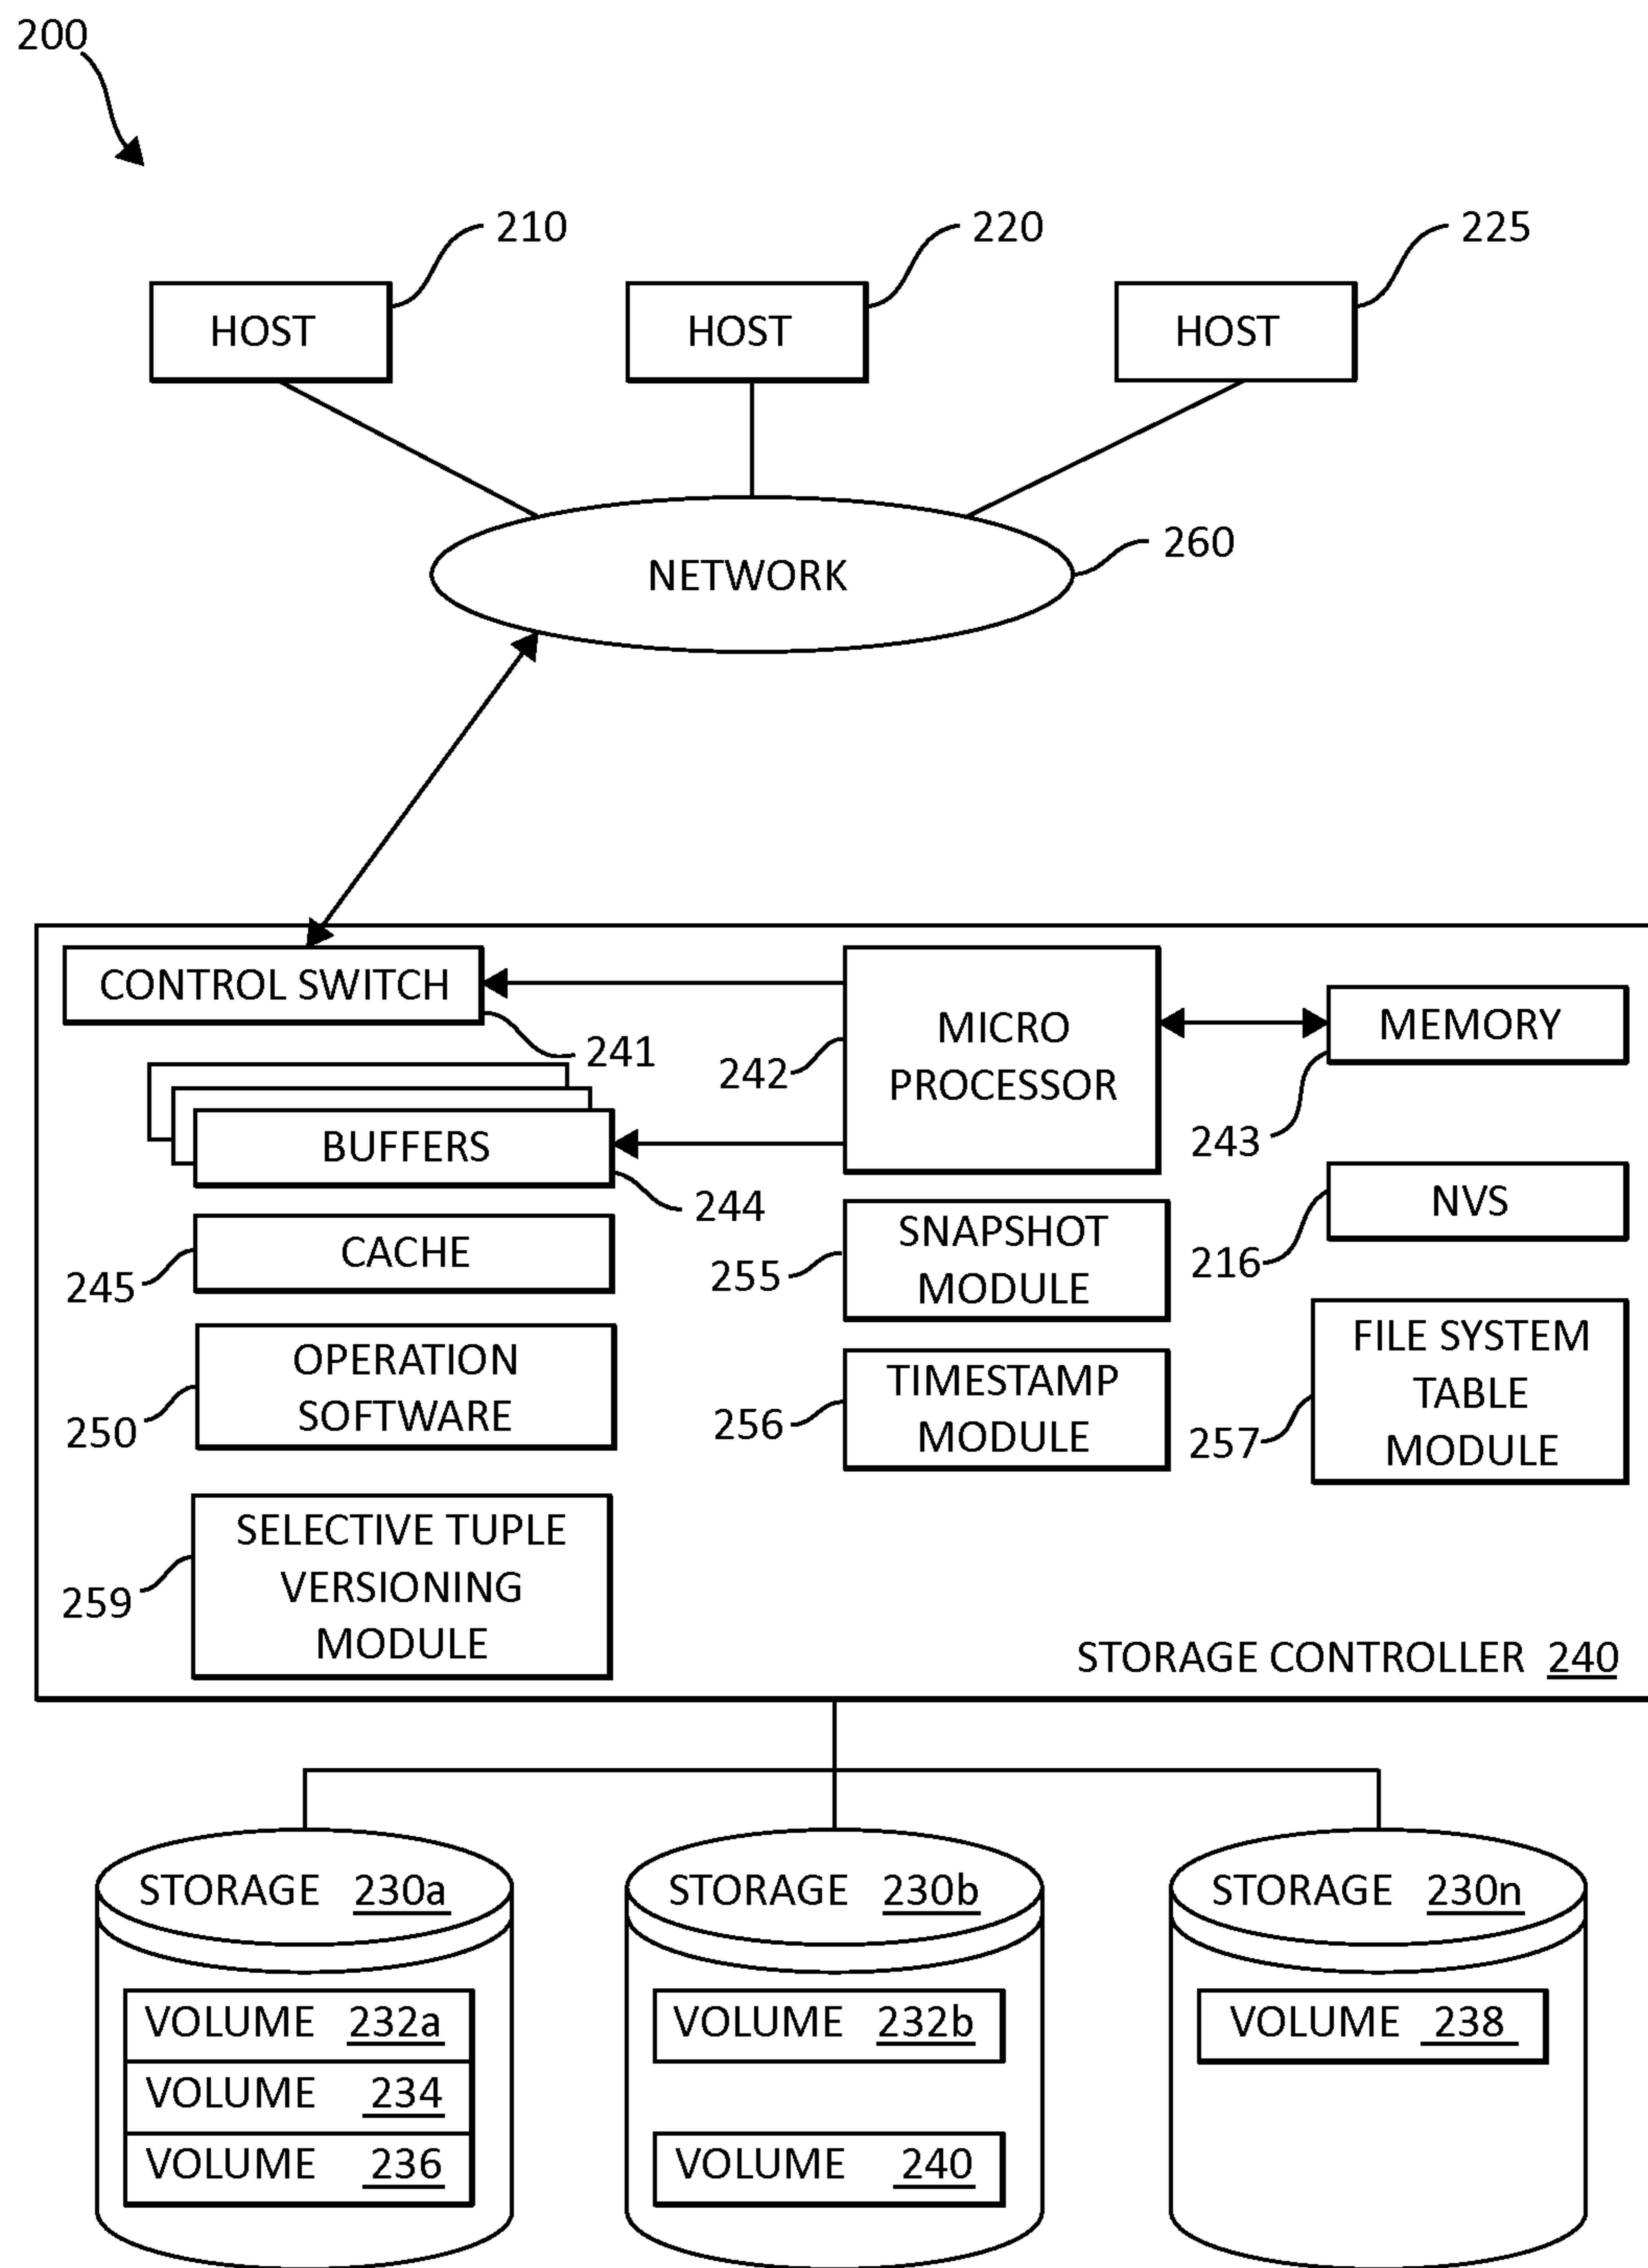 200
210
220
225
HOST
HOST
HOST
260
NETWORK
CONTROL SWITCH
241
MICRO
PROCESSOR
242
MEMORY
243
BUFFERS
244
NVS
216
CACHE
245
SNAPSHOT
MODULE
255
OPERATION
SOFTWARE
250
TIMESTAMP
MODULE
256
FILE SYSTEM
TABLE
MODULE
257
SELECTIVE TUPLE
VERSIONING
MODULE
259
STORAGE CONTROLLER 240
STORAGE 230a
STORAGE 230b
STORAGE 230n
VOLUME 232a
VOLUME 234
VOLUME 236
VOLUME 232b
VOLUME 240
VOLUME 238